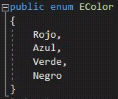 public enum EColor
{
Rojo,
Azul,
Verde,
Negro
}